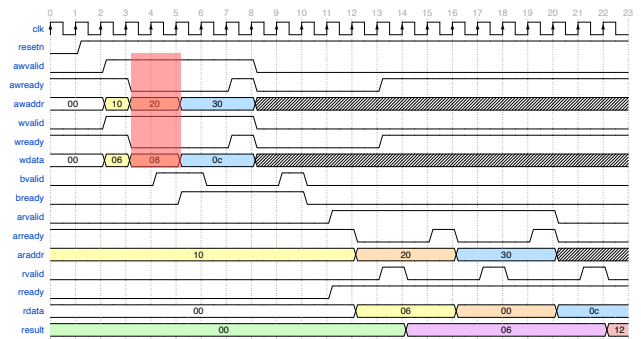 0 1 2 3 4 5 6 7 8 9 10 11 12 13 14 15 16 17 18 19 20 21 22 23
clk
resetn
awvalid
awready
awaddr 00 10 20 30
wvalid
wready
wdata 00 06 08 0c
bvalid
bready
arvalid
arready
araddr 10 20 30
rvalid
rready
rdata 00 06 00 0c
result 00 06 12